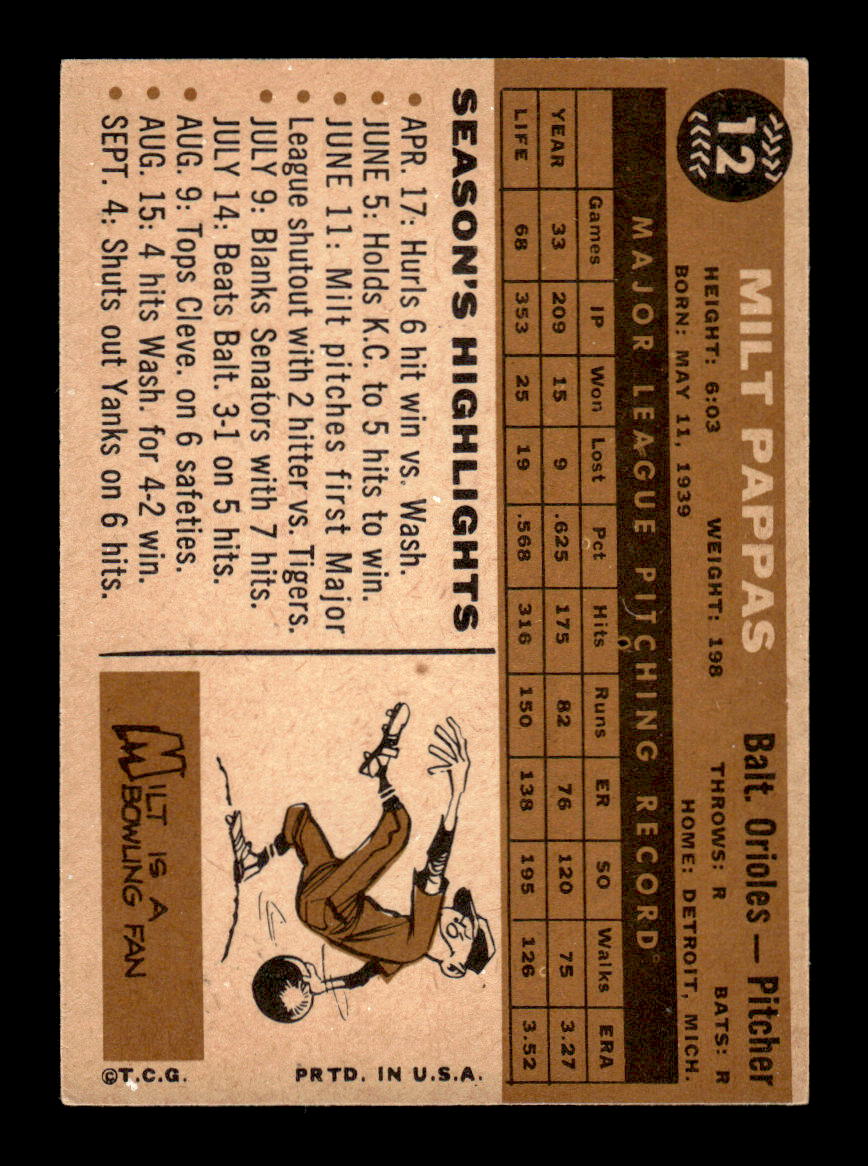 12
MILT PAPPAS Balt. Orioles — Pitcher
HEIGHT: 6:03 WEIGHT: 198 THROWS: R BATS: R
BORN: MAY 11, 1939 HOME: DETROIT, MICH.
MAJOR LEAGUE PITCHING RECORD
Games IP Won Lost Pct Hits Runs ER SO Walks ERA
YEAR 33 209 15 9 .625 175 82 76 120 75 3.27
LIFE 68 353 25 19 .568 316 150 138 195 126 3.52
SEASON'S HIGHLIGHTS
• APR. 17: Hurls 6 hit win vs. Wash.
• JUNE 5: Holds K.C. to 5 hits to win.
• JUNE 11: Milt pitches first Major
• League shutout with 2 hitter vs. Tigers.
• JULY 9: Blanks Senators with 7 hits.
JULY 14: Beats Balt. 3-1 on 5 hits.
• AUG. 9: Tops Cleve. on 6 safeties.
• AUG. 15: 4 hits Wash. for 4-2 win.
• SEPT. 4: Shuts out Yanks on 6 hits.
MILT IS A
BOWLING FAN
©T.C.G. PRTD. IN U.S.A.